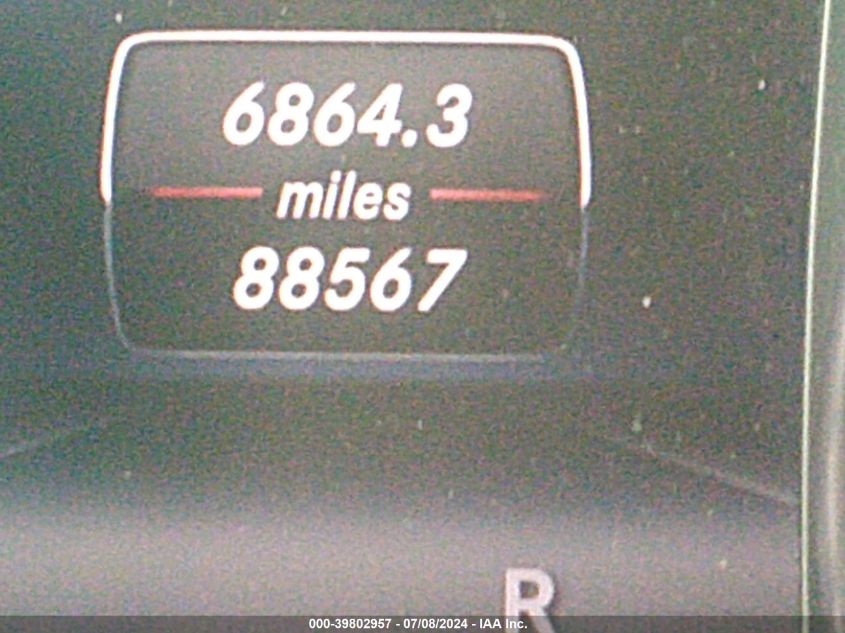 6864.3
miles
88567
R
000-39802957 - 07/08/2024 - IAA Inc.